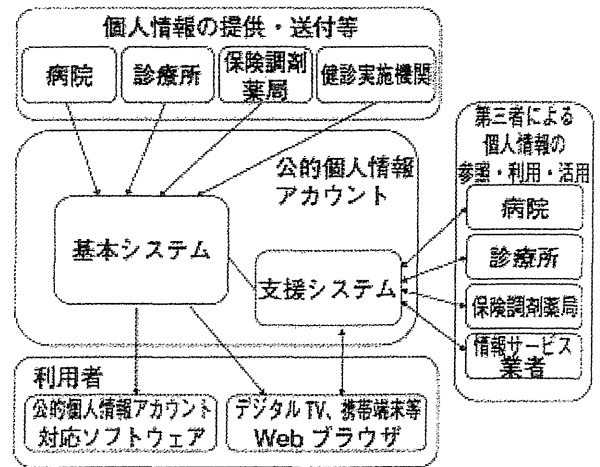 個人情報の提供・送付等
病院
診療所
保険調剤
薬局
健診実施機関
公的個人情報
アカウント
基本システム
支援システム
第三者による
個人情報の
参照・利用・活用
病院
診療所
保険調剤薬局
情報サービス
業者
利用者
公的個人情報アカウント
対応ソフトウェア
デジタルTV、携帯端末等
Web ブラウザ